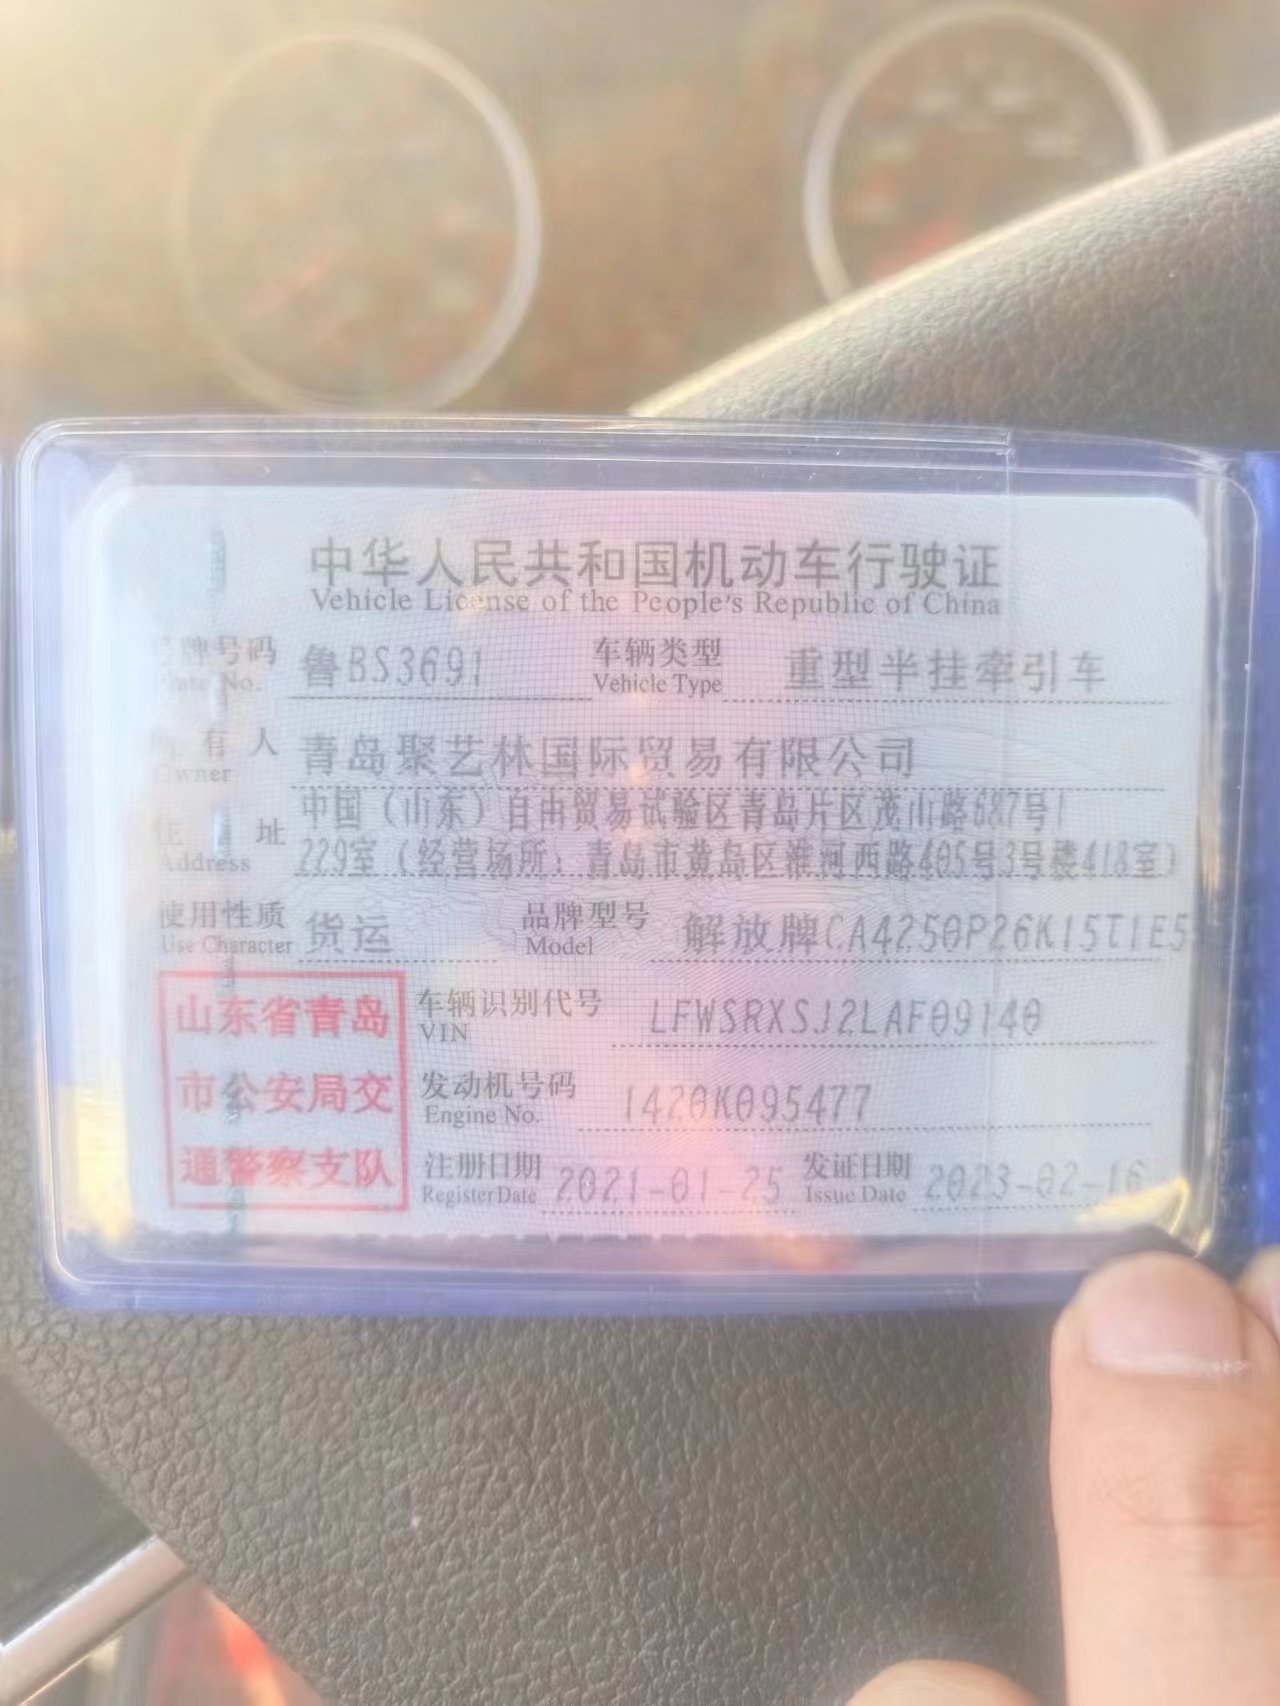 中华人民共和国机动车行驶证
Vehicle License of the People's Republic of China
号牌号码 鲁BS3691 车辆类型 重型半挂牵引车
Plate No. Vehicle Type
所有人 青岛聚艺林国际贸易有限公司
Owner
住址 中国（山东）自由贸易试验区青岛片区茂山路687号1
Address 229室（经营场所：青岛市黄岛区淮河西路405号3号楼418室）
使用性质 货运 品牌型号 解放牌CA4250P26K15T1E5
Use Character Model
山东省青岛
市公安局交
通警察支队
车辆识别代号 LFWSRXSJ2LAF09140
VIN
发动机号码 1420K095477
Engine No.
注册日期 2021-01-25 发证日期 2023-02-16
Register Date Issue Date